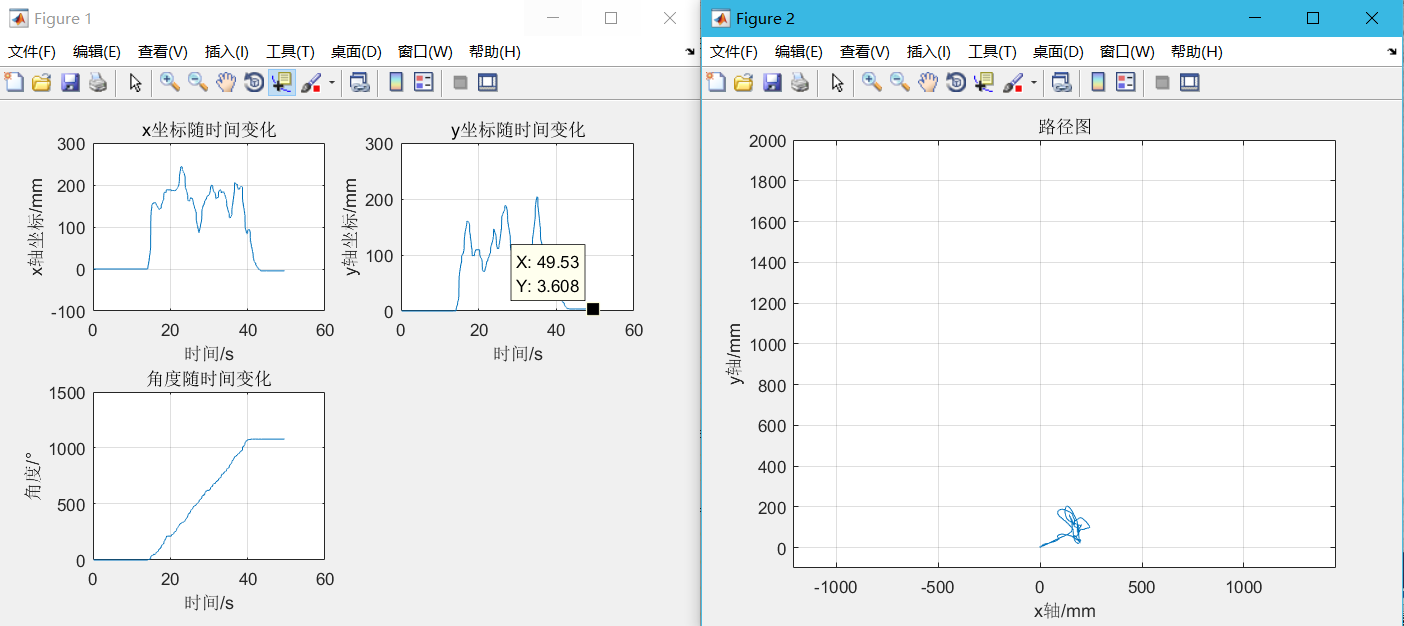 Figure 1
文件(F) 编辑(E) 查看(V) 插入(I) 工具(T) 桌面(D) 窗口(W) 帮助(H)
x坐标随时间变化
300
200
100
0
-100
x轴坐标/mm
0 20 40 60
时间/s
y坐标随时间变化
300
200
100
0
y轴坐标/mm
X: 49.53
Y: 3.608
0 20 40 60
时间/s
角度随时间变化
1500
1000
500
0
角度/°
0 20 40 60
时间/s
Figure 2
文件(F) 编辑(E) 查看(V) 插入(I) 工具(T) 桌面(D) 窗口(W) 帮助(H)
路径图
2000
1800
1600
1400
1200
1000
800
600
400
200
0
y轴/mm
-1000 -500 0 500 1000
x轴/mm